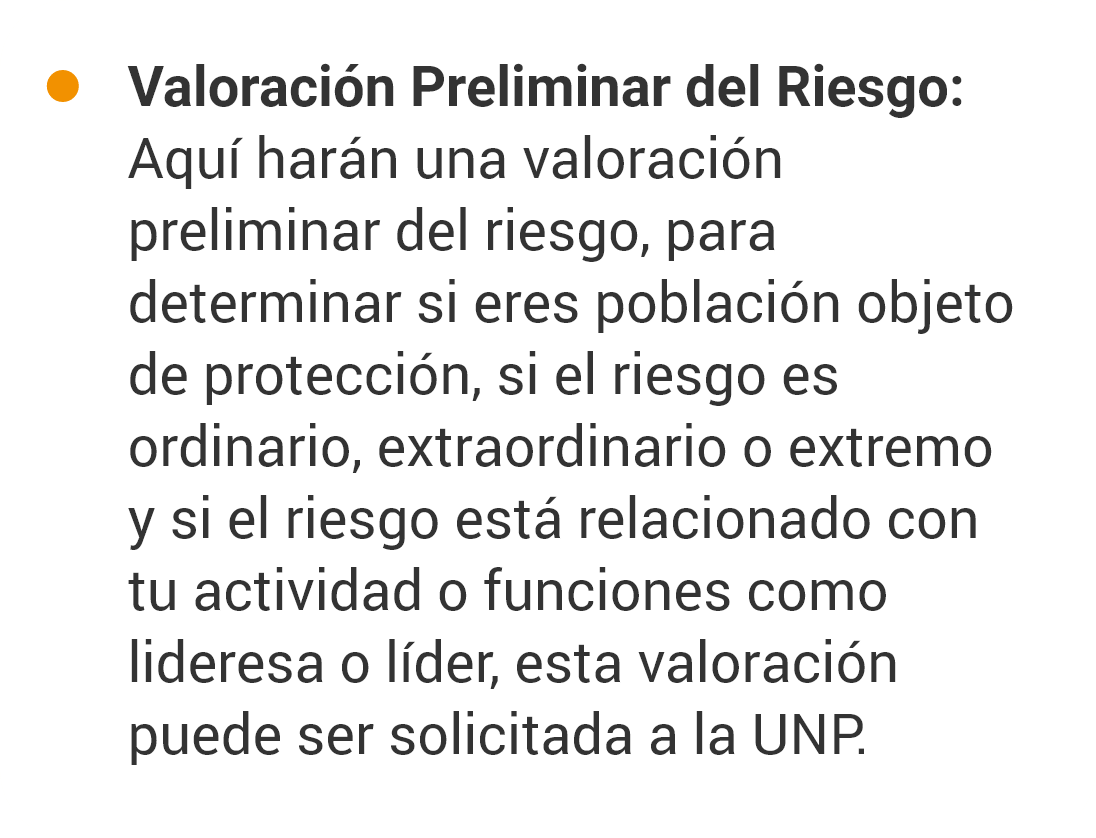 Valoración Preliminar del Riesgo:
Aquí harán una valoración
preliminar del riesgo, para
determinar si eres población objeto
de protección, si el riesgo es
ordinario, extraordinario o extremo
y si el riesgo está relacionado con
tu actividad o funciones como
lideresa o líder, esta valoración
puede ser solicitada a la UNP.